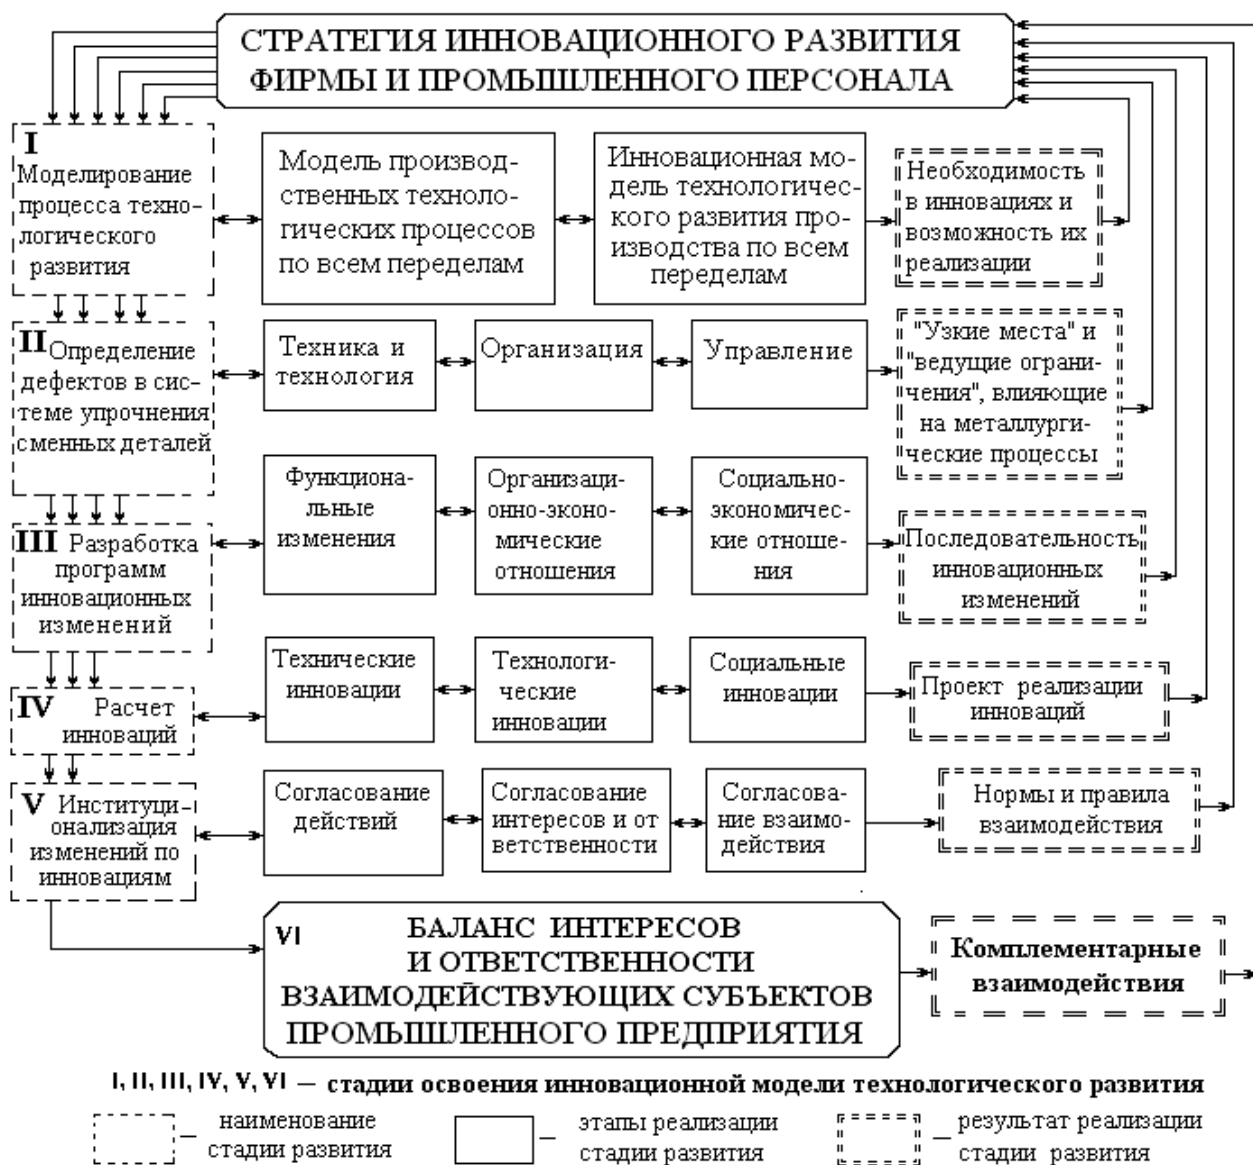 СТРАТЕГИЯ ИННОВАЦИОННОГО РАЗВИТИЯ
ФИРМЫ И ПРОМЫШЛЕННОГО ПЕРСОНАЛА
I
Моделирование
процесса техно-
логического
развития
Модель производ-
ственных техноло-
гических процессов
по всем переделам
Инновационная мо-
дель технологичес-
кого развития про-
изводства по всем
переделам
Необходимость
в инновациях и
возможность их
реализации
II Определение
дефектов в сис-
теме упрочнения
сменных деталей
Техника и
технология
Организация
Управление
"Узкие места" и
"ведущие ограни-
чения", влияющие
на металлурги-
ческие процессы
III Разработка
программ
инновационных
изменений
Функциона-
льные
изменения
Организаци-
онно-эконо-
мические
отношения
Социально-
экономичес-
кие отноше-
ния
Последовательность
инновационных
изменений
IV Расчет
инноваций
Технические
инновации
Технологи-
ческие
инновации
Социальные
инновации
Проект реализации
инноваций
V Институци-
онализация
изменений по
инновациям
Согласование
действий
Согласование
интересов и от
ветственности
Согласова-
ние взаимо-
действия
Нормы и правила
взаимодействия
VI БАЛАНС ИНТЕРЕСОВ
И ОТВЕТСТВЕННОСТИ
ВЗАИМОДЕЙСТВУЮЩИХ СУБЪЕКТОВ
ПРОМЫШЛЕННОГО ПРЕДПРИЯТИЯ
Комплементарные
взаимодействия
I, II, III, IV, V, VI — стадии освоения инновационной модели технологического развития
— наименование
стадии развития
— этапы реализации
стадии развития
— результат реализации
стадии развития